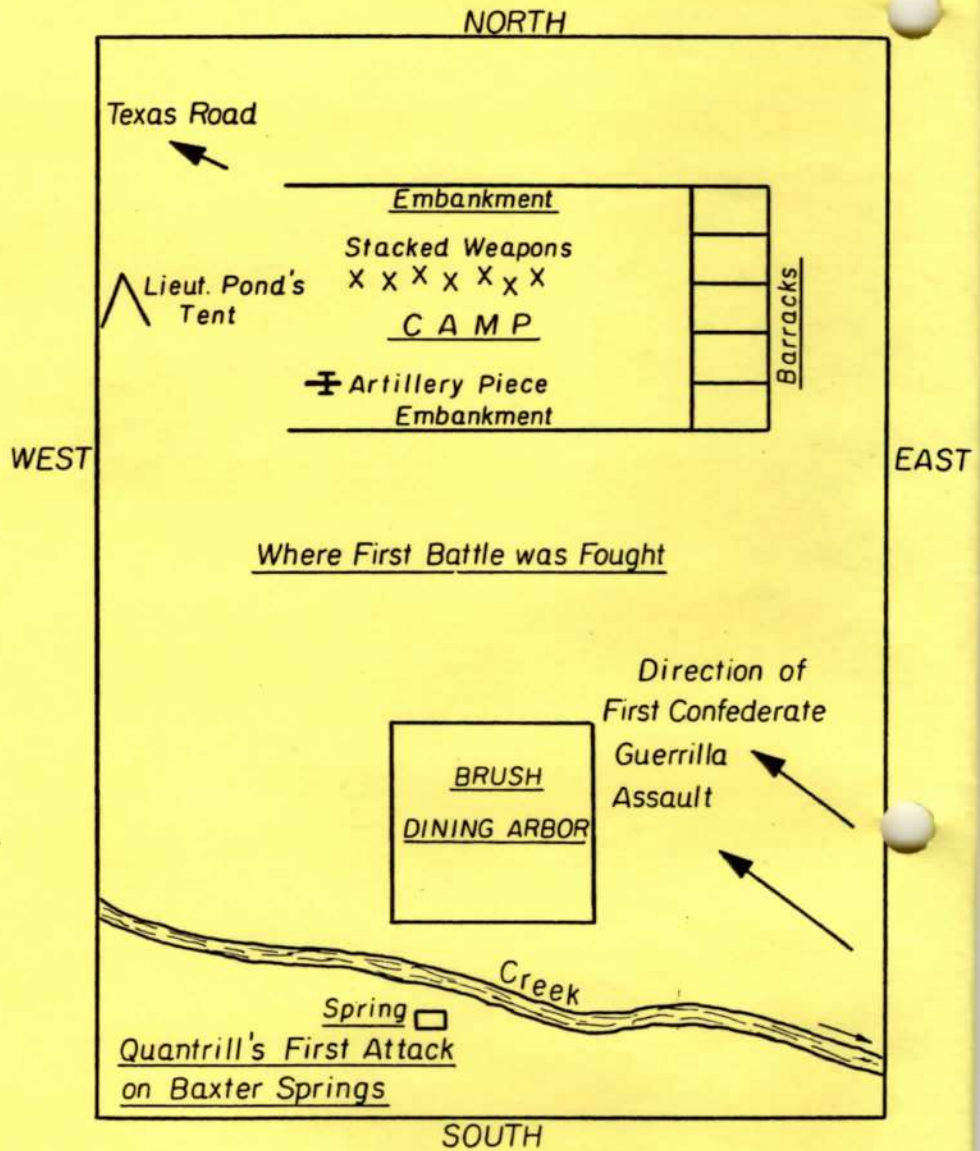 NORTH
Texas Road
Embankment
Stacked Weapons
X X X X X X X
Lieut. Pond's
Tent
CAMP
Barracks
Artillery Piece
Embankment
WEST
EAST
Where First Battle was Fought
Direction of
First Confederate
Guerrilla
Assault
BRUSH
DINING ARBOR
Creek
Spring
Quantrill's First Attack
on Baxter Springs
SOUTH